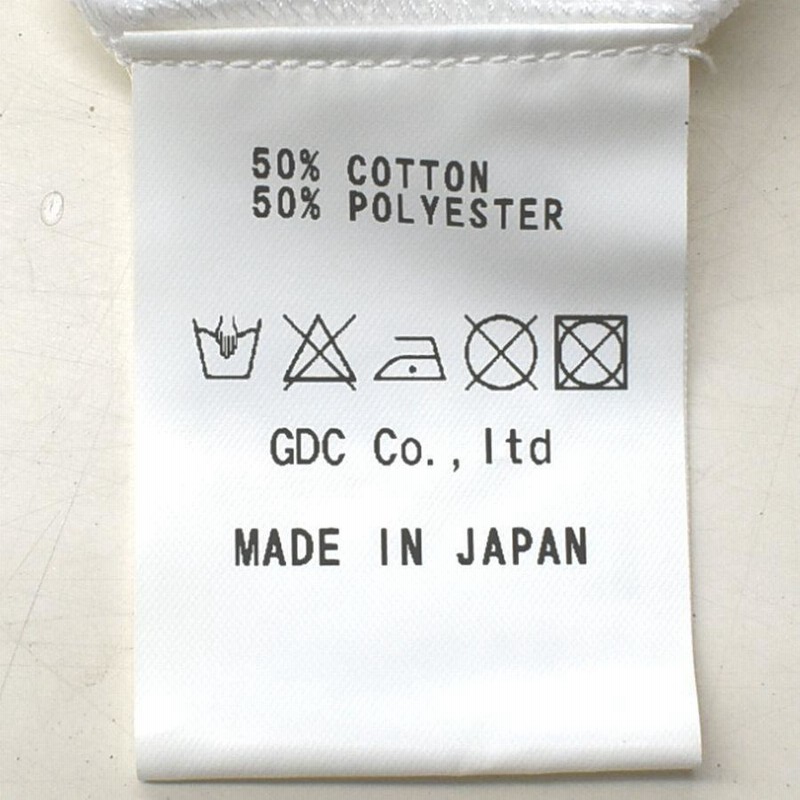 50% COTTON
50% POLYESTER
GDC Co.,ltd
MADE IN JAPAN